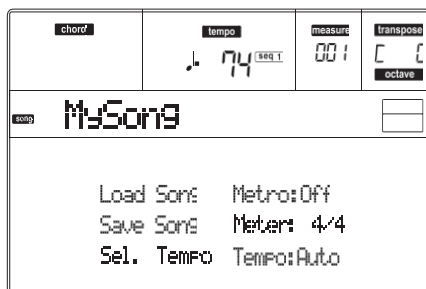 chord tempo measure transpose
♩. 74 seq 1 001 C
octave
song MySong
Load Song Metro:Off
Save Song Meter: 4/4
Sel. Tempo Tempo:Auto